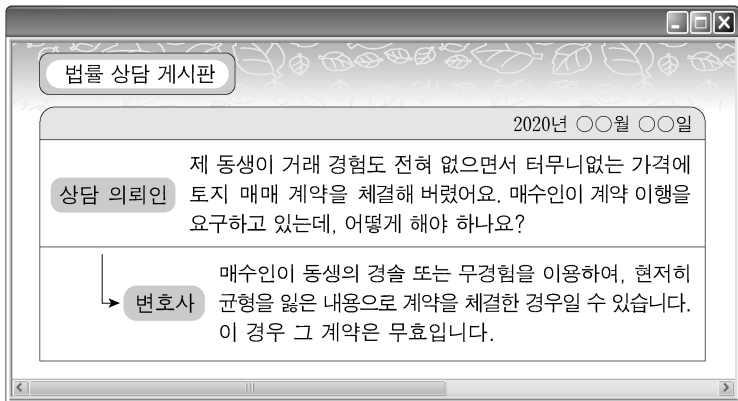 법률 상담 게시판
2020년 ○○월 ○○일
상담 의뢰인
제 동생이 거래 경험도 전혀 없으면서 터무니없는 가격에
토지 매매 계약을 체결해 버렸어요. 매수인이 계약 이행을
요구하고 있는데, 어떻게 해야 하나요?
변호사
매수인이 동생의 경솔 또는 무경험을 이용하여, 현저히
균형을 잃은 내용으로 계약을 체결한 경우일 수 있습니다.
이 경우 그 계약은 무효입니다.